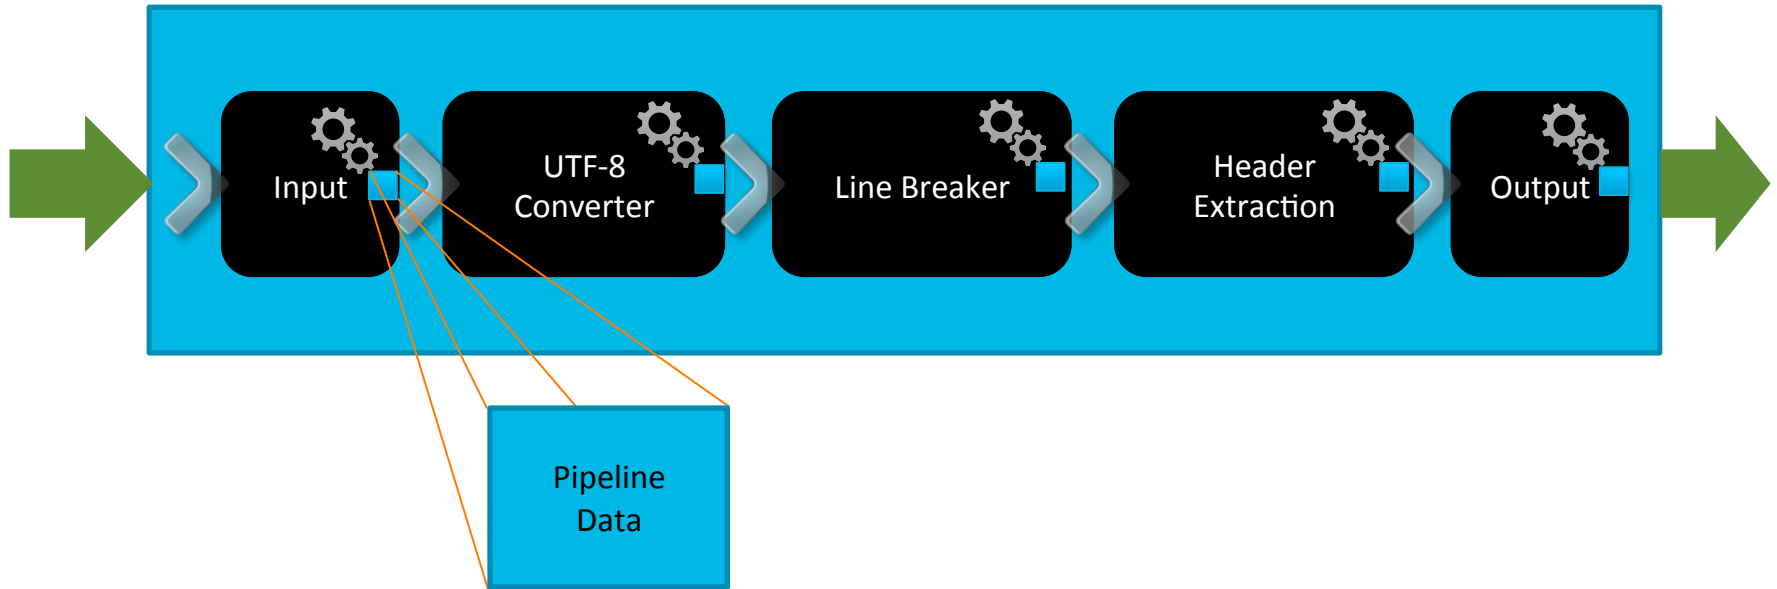 Input
UTF-8
Converter
Line Breaker
Header
Extraction
Output
Pipeline
Data